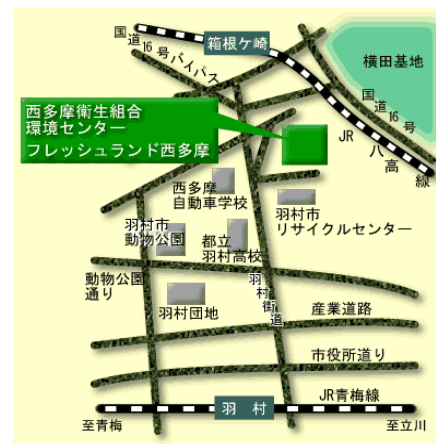 国道16号バイパス
箱根ケ崎
横田基地
国道16号
JR八高線
西多摩衛生組合
環境センター
フレッシュランド西多摩
西多摩
自動車学校
羽村市
リサイクルセンター
羽村市
動物公園
都立
羽村高校
動物公園
通り
羽村街道
羽村団地
産業道路
市役所通り
JR青梅線
羽村
至青梅
至立川